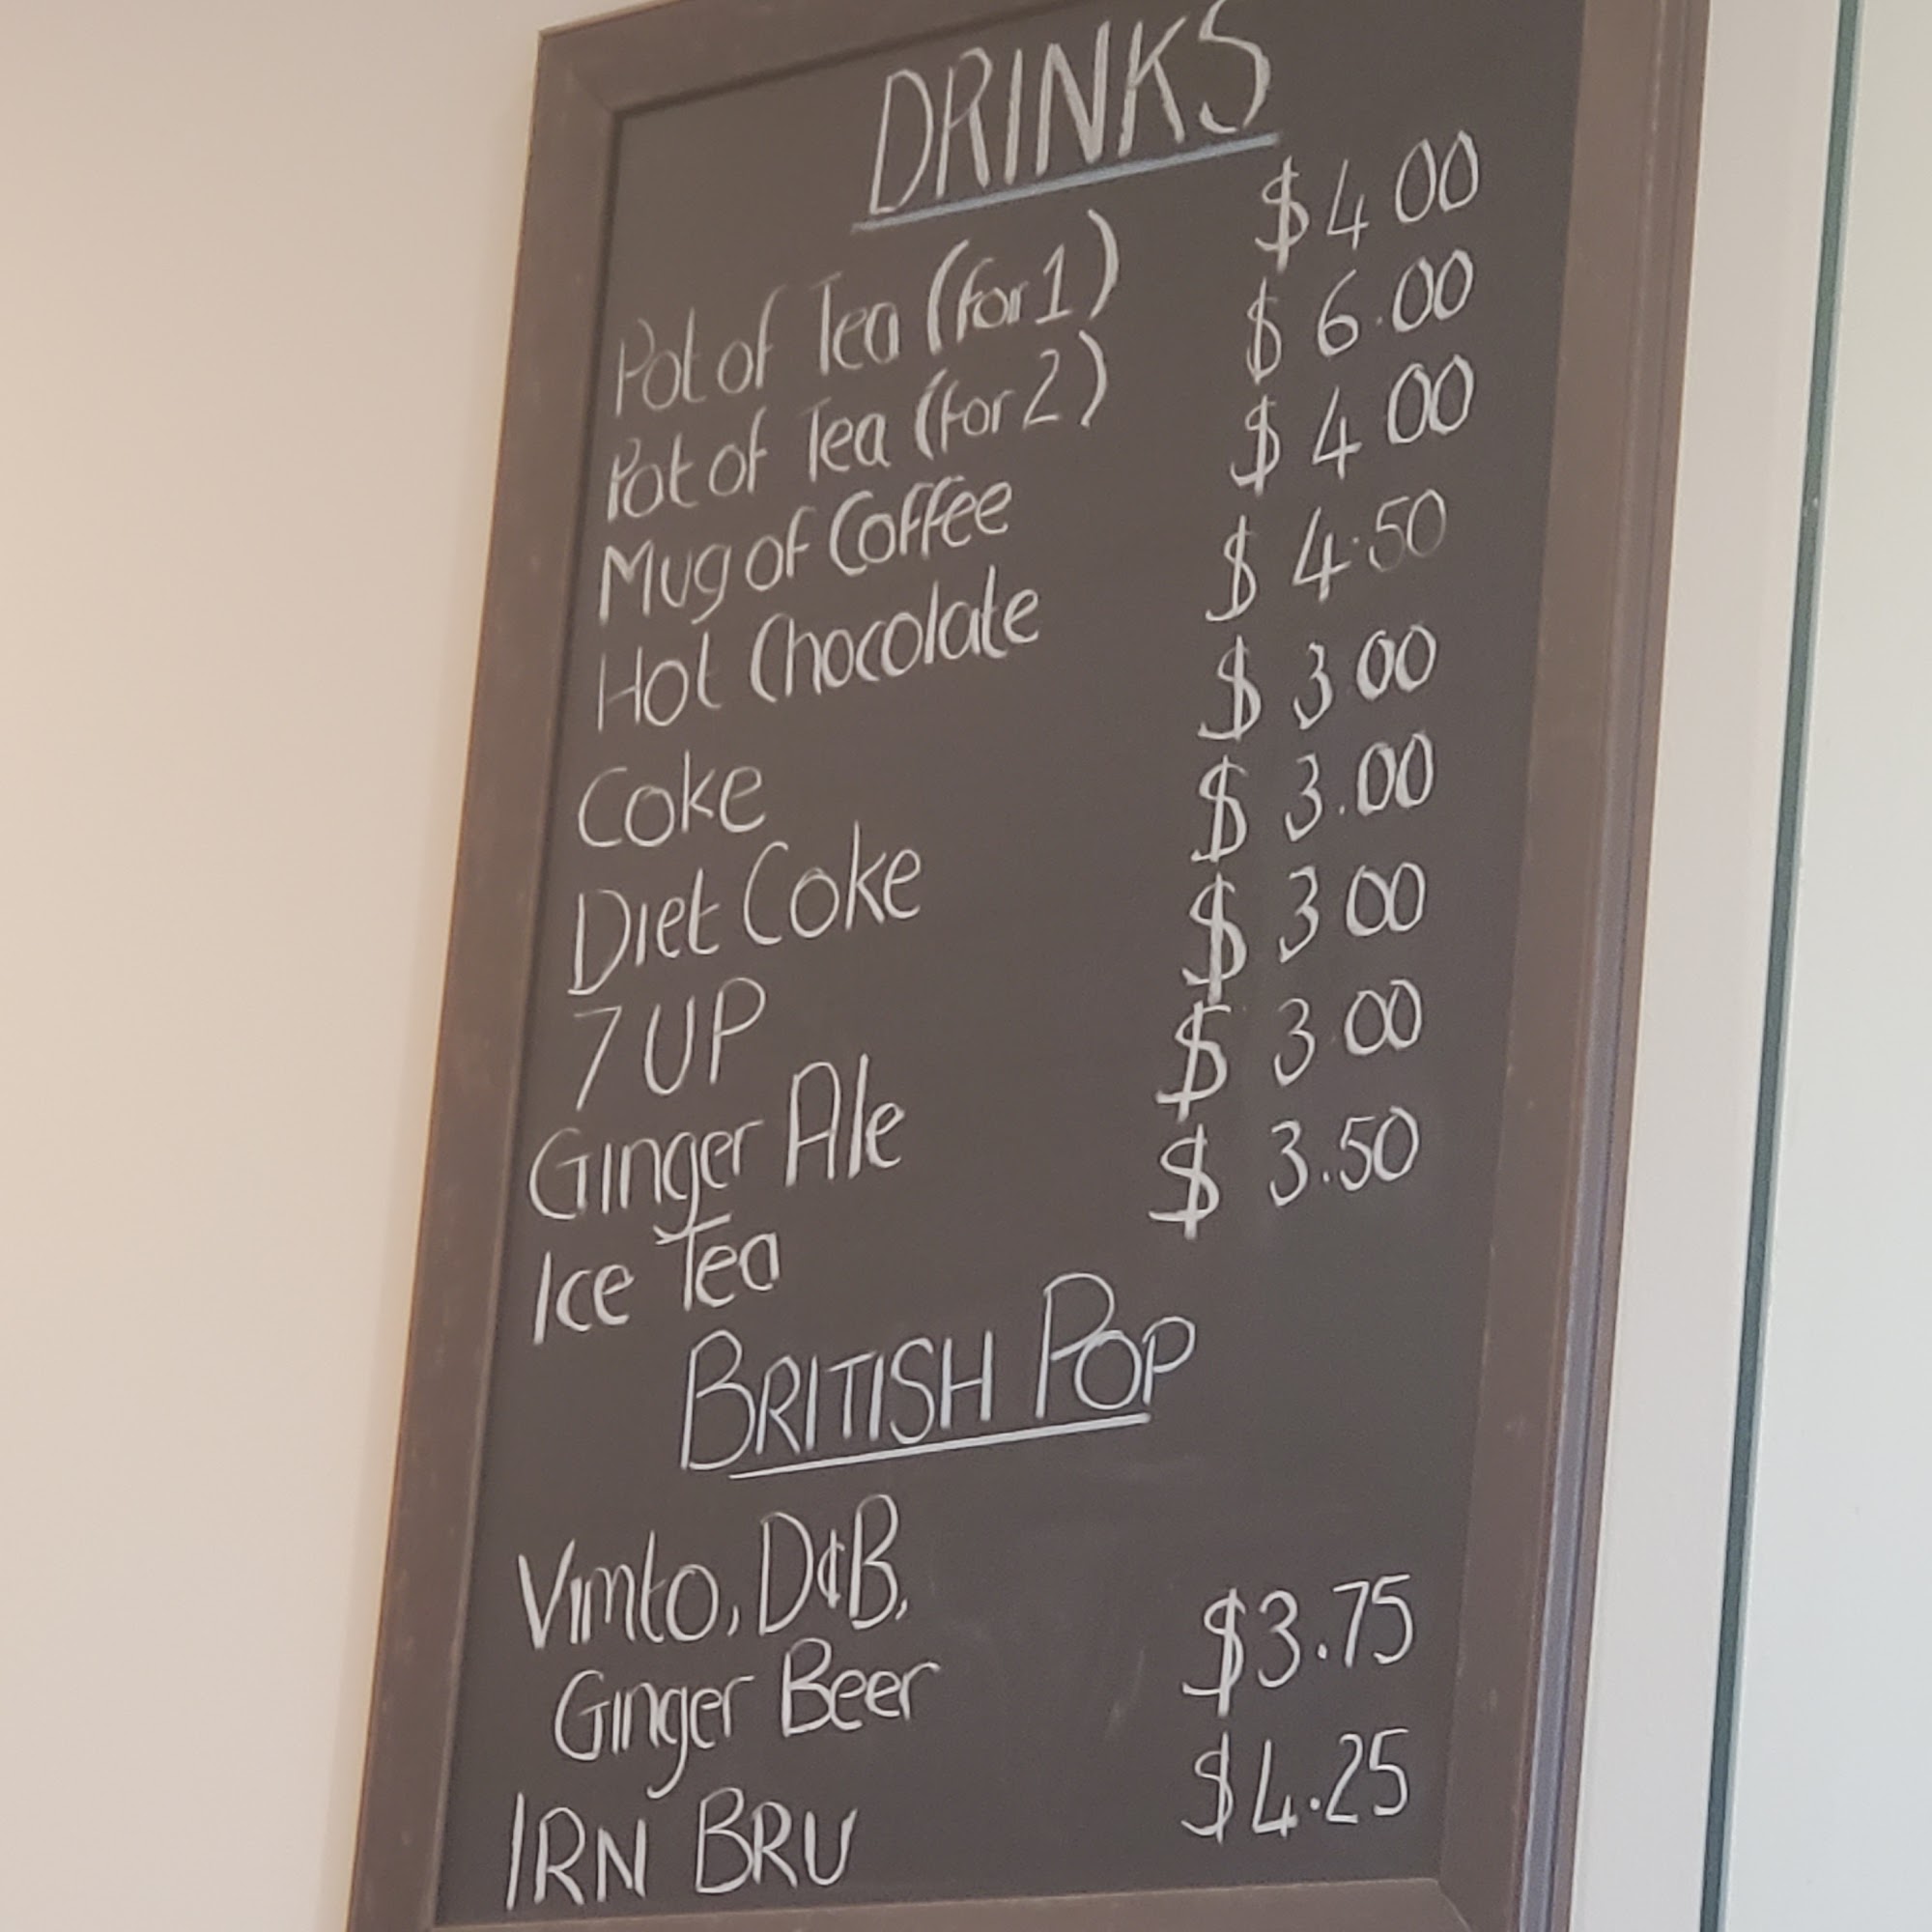 DRINKS
Pot of Tea (for 1) $4.00
Pot of Tea (for 2) $6.00
Mug of Coffee $4.00
Hot Chocolate $4.50
Coke $3.00
Diet Coke $3.00
7UP $3.00
Ginger Ale $3.00
Ice Tea $3.50
BRITISH POP
Vimto, D&B,
Ginger Beer $3.75
IRN BRU $4.25